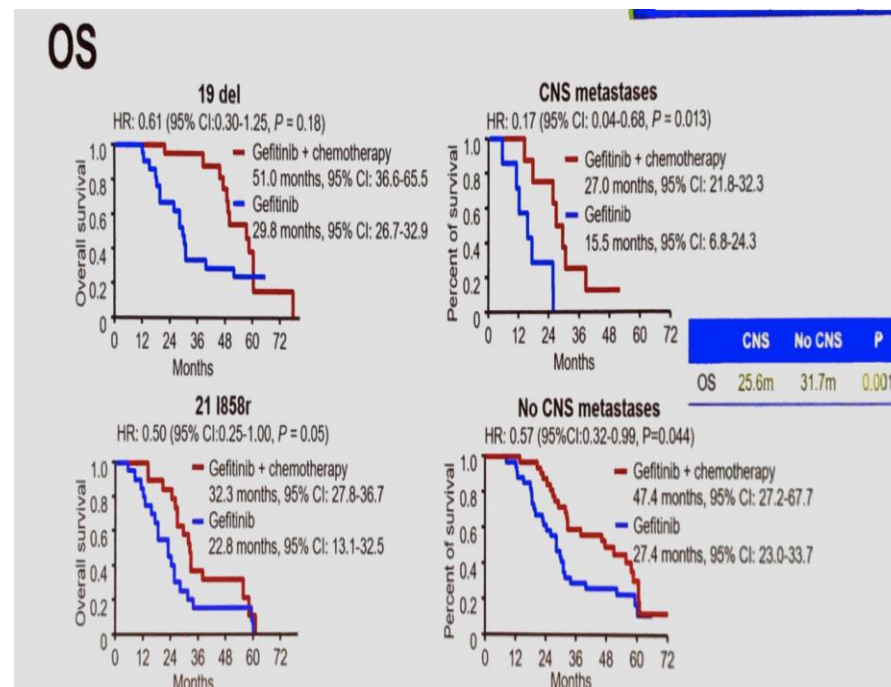 OS
19 del
HR: 0.61 (95% CI:0.30-1.25, P = 0.18)
Gefitinib + chemotherapy
51.0 months, 95% CI: 36.6-65.5
Gefitinib
29.8 months, 95% CI: 26.7-32.9
Overall survival
1.0
0.8
0.6
0.4
0.2
0
0 12 24 36 48 60 72
Months
CNS metastases
HR: 0.17 (95% CI: 0.04-0.68, P = 0.013)
Gefitinib + chemotherapy
27.0 months, 95% CI: 21.8-32.3
Gefitinib
15.5 months, 95% CI: 6.8-24.3
Percent of survival
1.0
0.8
0.6
0.4
0.2
0
0 12 24 36 48 60 72
Months
CNS No CNS P
OS 25.6m 31.7m 0.001
21 l858r
HR: 0.50 (95% CI:0.25-1.00, P = 0.05)
Gefitinib + chemotherapy
32.3 months, 95% CI: 27.8-36.7
Gefitinib
22.8 months, 95% CI: 13.1-32.5
Overall survival
1.0
0.8
0.6
0.4
0.2
0
0 12 24 36 48 60 72
Months
No CNS metastases
HR: 0.57 (95%CI:0.32-0.99, P=0.044)
Gefitinib + chemotherapy
47.4 months, 95% CI: 27.2-67.7
Gefitinib
27.4 months, 95% CI: 23.0-33.7
Percent of survival
1.0
0.8
0.6
0.4
0.2
0
0 12 24 36 48 60 72
Months